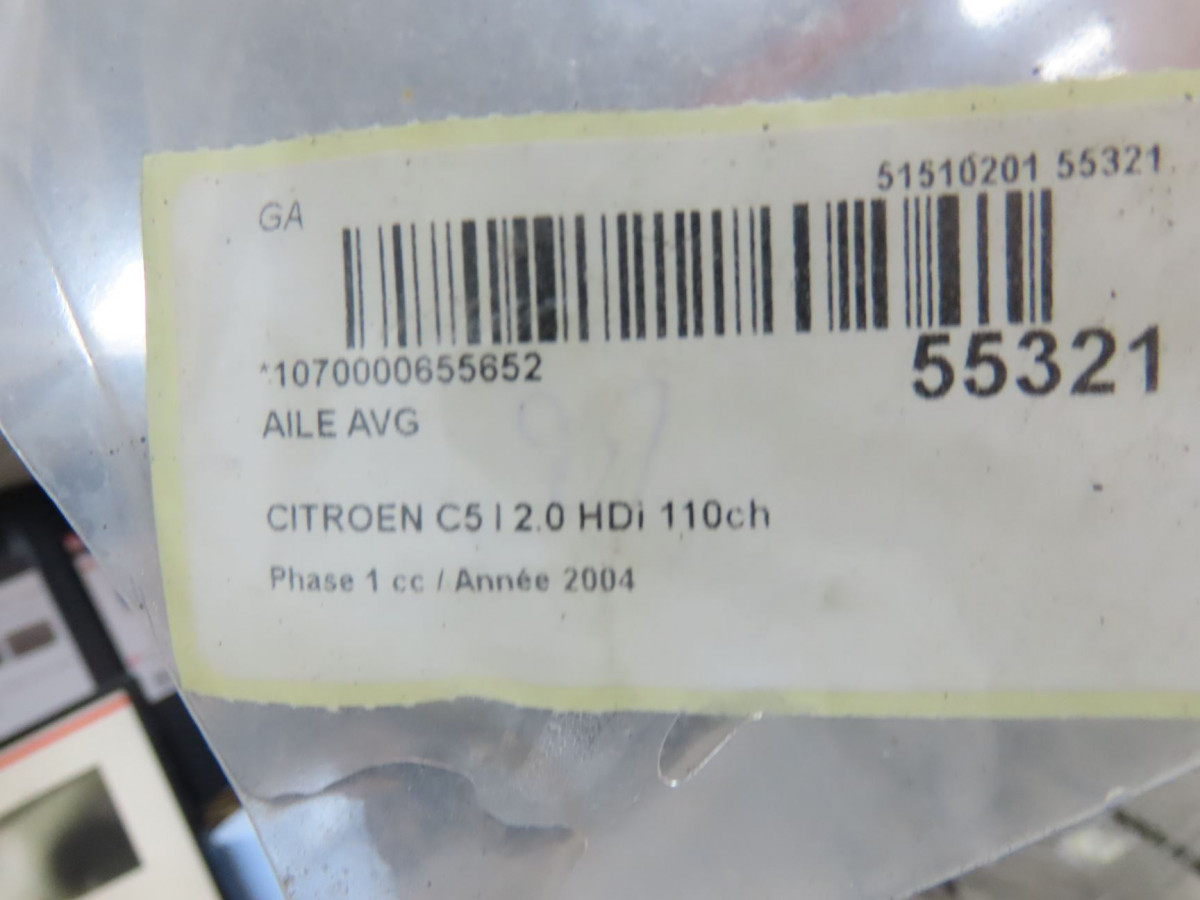 51510201 55321
GA
*1070000655652
55321
AILE AVG
CITROEN C5 I 2.0 HDi 110ch
Phase 1 cc / Année 2004